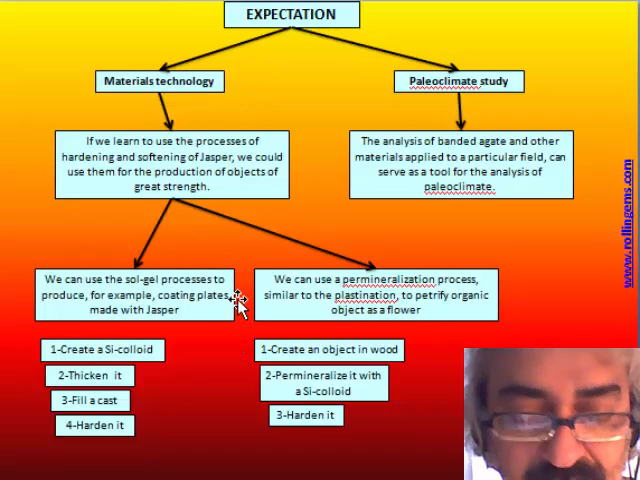 EXPECTATION
Materials technology
Paleoclimate study
If we learn to use the processes of
hardening and softening of Jasper, we could
use them for the production of objects of
great strength.
The analysis of banded agate and other
materials applied to a particular field, can
serve as a tool for the analysis of
paleoclimate.
www.rollingems.com
We can use the sol-gel processes to
produce, for example, coating plates,
made with Jasper
We can use a permineralization process,
similar to the plastination, to petrify organic
object as a flower
1-Create a Si-colloid
2-Thicken it
3-Fill a cast
4-Harden it
1-Create an object in wood
2-Permineralize it with
a Si-colloid
3-Harden it